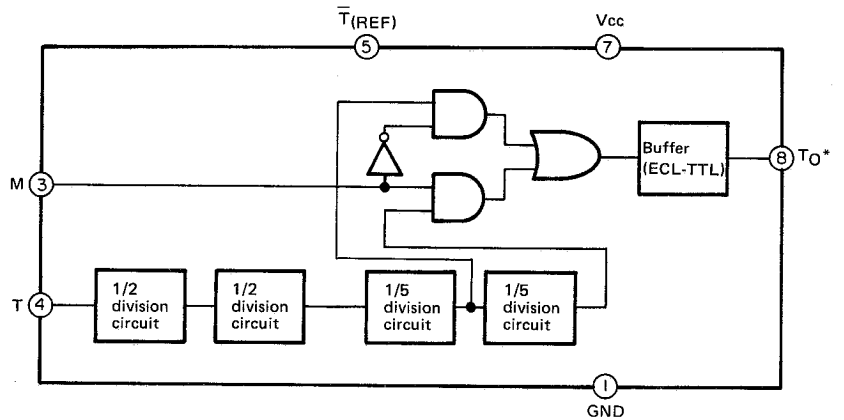 T̅(REF)
5
Vcc
7
M 3
Buffer
(ECL-TTL)
8 TO*
T 4
1/2
division
circuit
1/2
division
circuit
1/5
division
circuit
1/5
division
circuit
1
GND